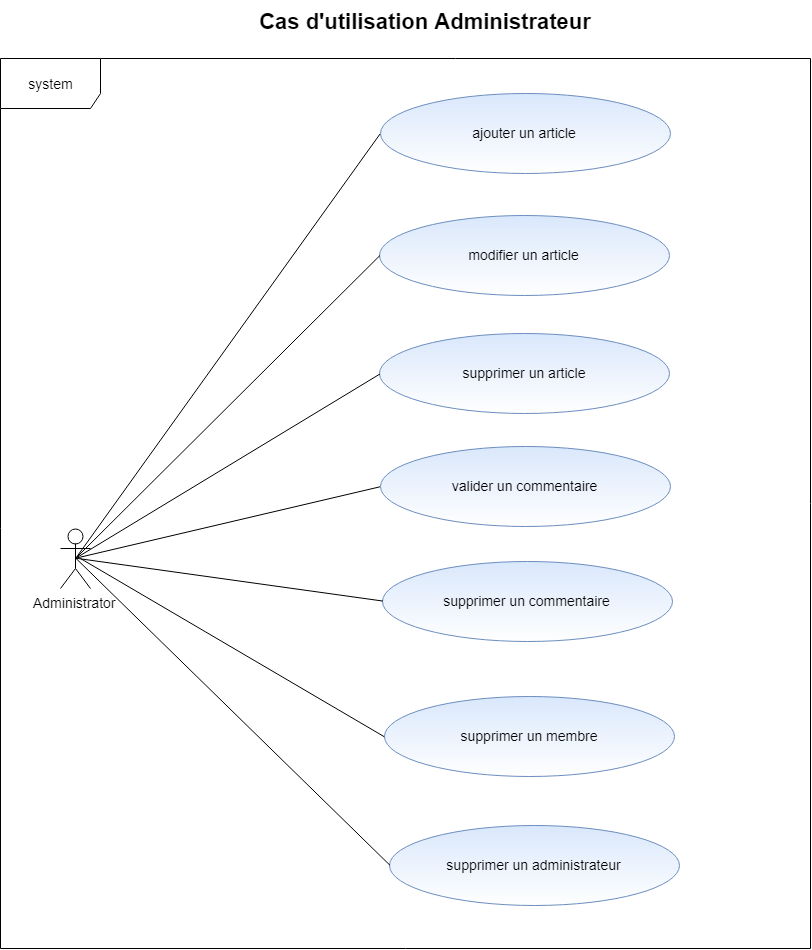 Cas d'utilisation Administrateur
system
ajouter un article
modifier un article
supprimer un article
valider un commentaire
supprimer un commentaire
Administrator
supprimer un membre
supprimer un administrateur